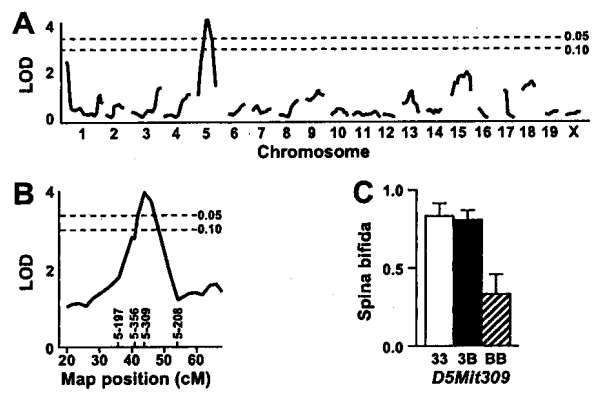 A
LOD
4
2
0
0.05
0.10
1 2 3 4 5 6 7 8 9 10 11 12 13 14 15 16 17 18 19 X
Chromosome
B
LOD
4
2
0
0.05
0.10
5-197 5-356 5-309 5-208
20 30 40 50 60
Map position (cM)
C
Spina bifida
1.0
0.5
0.0
33 3B BB
D5Mit309